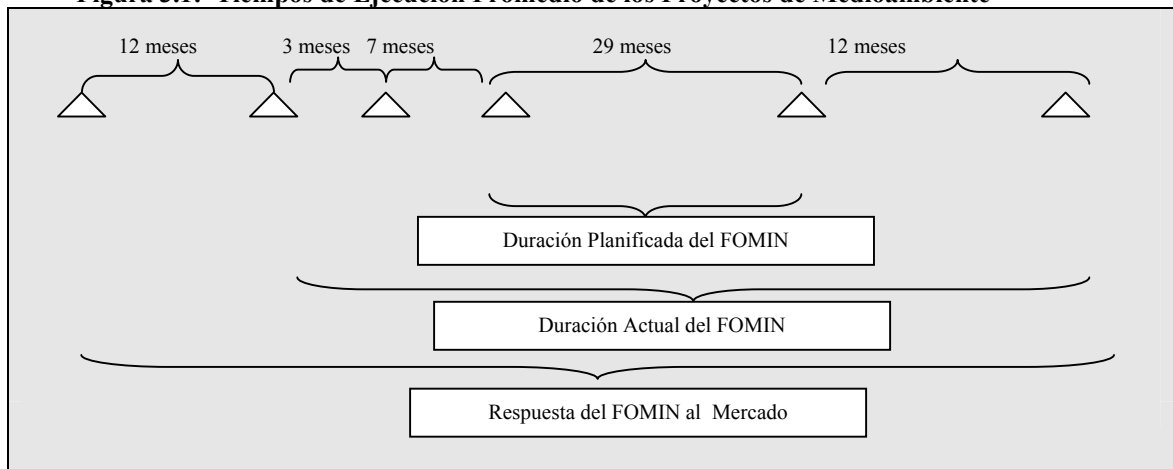 Figura 3.1: Tiempos de Ejecución Promedio de los Proyectos de Medioambiente
12 meses 3 meses 7 meses 29 meses 12 meses
Duración Planificada del FOMIN
Duración Actual del FOMIN
Respuesta del FOMIN al Mercado